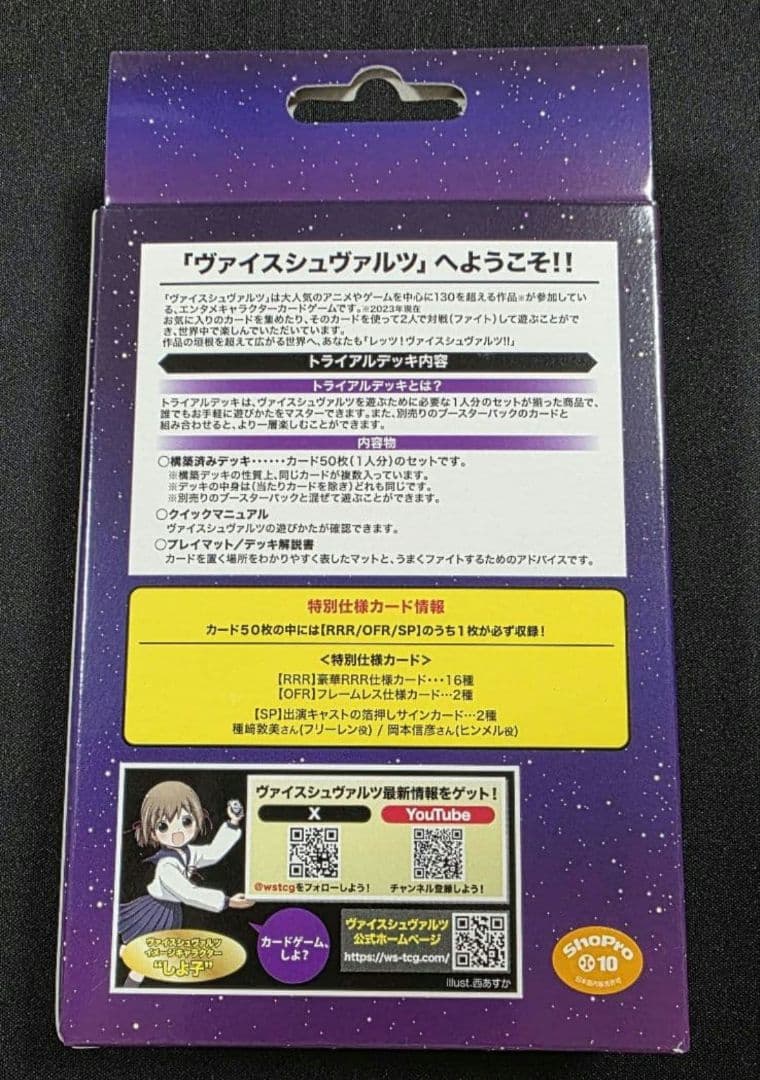 「ヴァイスシュヴァルツ」へようこそ!!
「ヴァイスシュヴァルツ」は大人気のアニメやゲームを中心に130を超える作品※が参加してい
る、エンタメキャラクターカードゲームです。※2023年現在
お気に入りのカードを集めたり、そのカードを使って2人で対戦(ファイト)して遊ぶことがで
き、世界中で楽しんでいただいています。
作品の垣根を超えて広がる世界へ、あなたも「レッツ!ヴァイスシュヴァルツ!!」
トライアルデッキ内容
トライアルデッキとは?
トライアルデッキは、ヴァイスシュヴァルツを遊ぶために必要な1人分のセットが揃った商品で、
誰でもお手軽に遊びかたをマスターできます。また、別売りのブースターパックのカードと
組み合わせると、より一層楽しむことができます。
内容物
○構築済みデッキ・・・・・・カード50枚(1人分)のセットです。
※構築デッキの性質上、同じカードが複数入っています。
※デッキの中身は(当たりカードを除き)どれも同じです。
※別売りのブースターパックと混ぜて遊ぶことができます。
○クイックマニュアル
ヴァイスシュヴァルツの遊びかたが確認できます。
○プレイマット/デッキ解説書
カードを置く場所をわかりやすく表したマットと、うまくファイトするためのアドバイスです。
特別仕様カード情報
カード50枚の中には【RRR/OFR/SP】のうち1枚が必ず収録!
<特別仕様カード>
【RRR】豪華RRR仕様カード・・・16種
【OFR】フレームレス仕様カード…2種
【SP】出演キャストの箔押しサインカード…2種
種﨑敦美さん(フリーレン役) / 岡本信彦さん(ヒンメル役)
ヴァイスシュヴァルツ最新情報をゲット!
X
YouTube
@wstcgをフォローしよう!
チャンネル登録しよう!
ヴァイスシュヴァルツ
イメージキャラクター
"しよ子"
カードゲーム、
しよ?
ヴァイスシュヴァルツ
公式ホームページ
https://ws-tcg.com/
illust.西あすか
ShoPro
10
日本国内販売許可